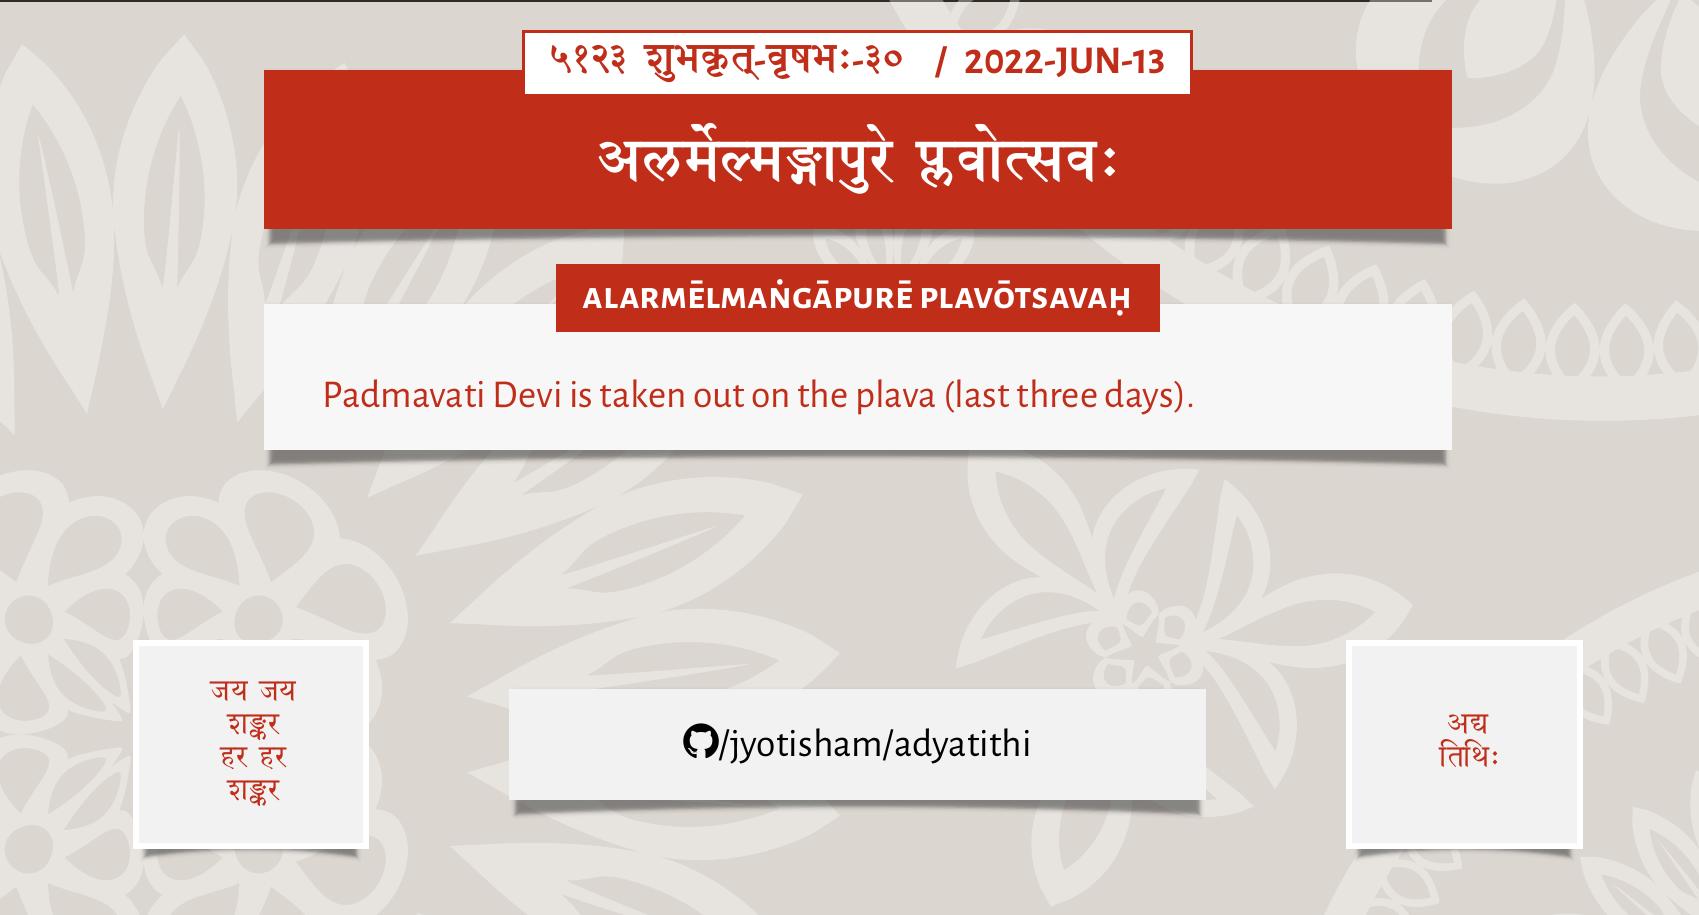 ५१२३ शुभकृत्-वृषभः-३० / 2022-JUN-13
अलर्मेल्मङ्गापुरे प्लवोत्सवः
ALARMĒLMAṄGĀPURĒ PLAVŌTSAVAḤ
Padmavati Devi is taken out on the plava (last three days).
जय जय
शङ्कर
हर हर
शङ्कर
/jyotisham/adyatithi
अद्य
तिथिः